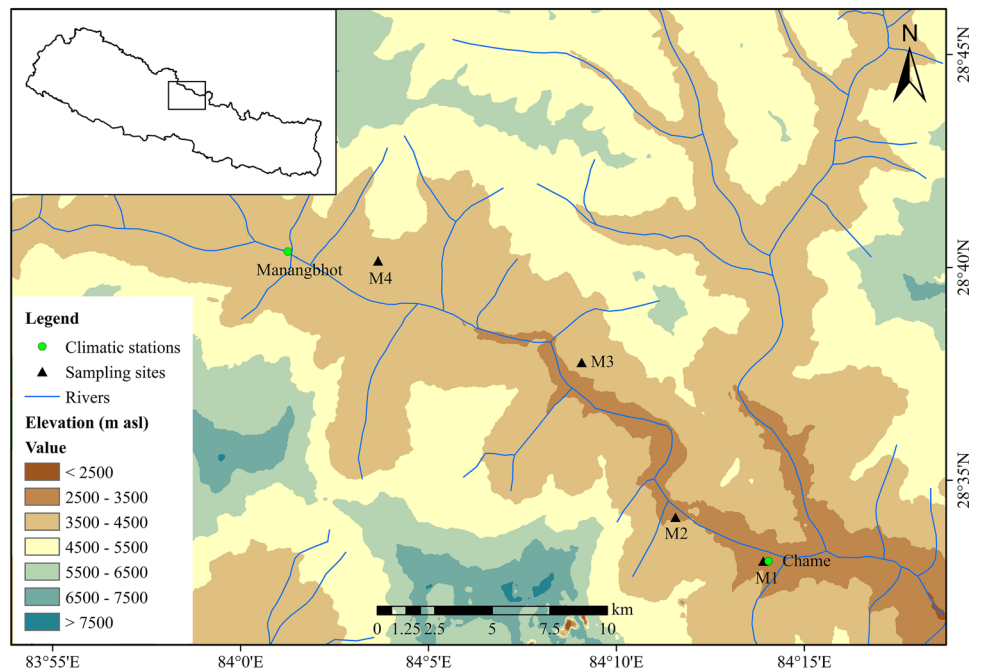 N
28°45'N
28°40'N
28°35'N
Manangbhot
M4
M3
M2
M1
Chame
Legend
Climatic stations
Sampling sites
Rivers
Elevation (m asl)
Value
< 2500
2500 - 3500
3500 - 4500
4500 - 5500
5500 - 6500
6500 - 7500
> 7500
km
0 1.25 2.5 5 7.5 10
83°55'E 84°0'E 84°5'E 84°10'E 84°15'E